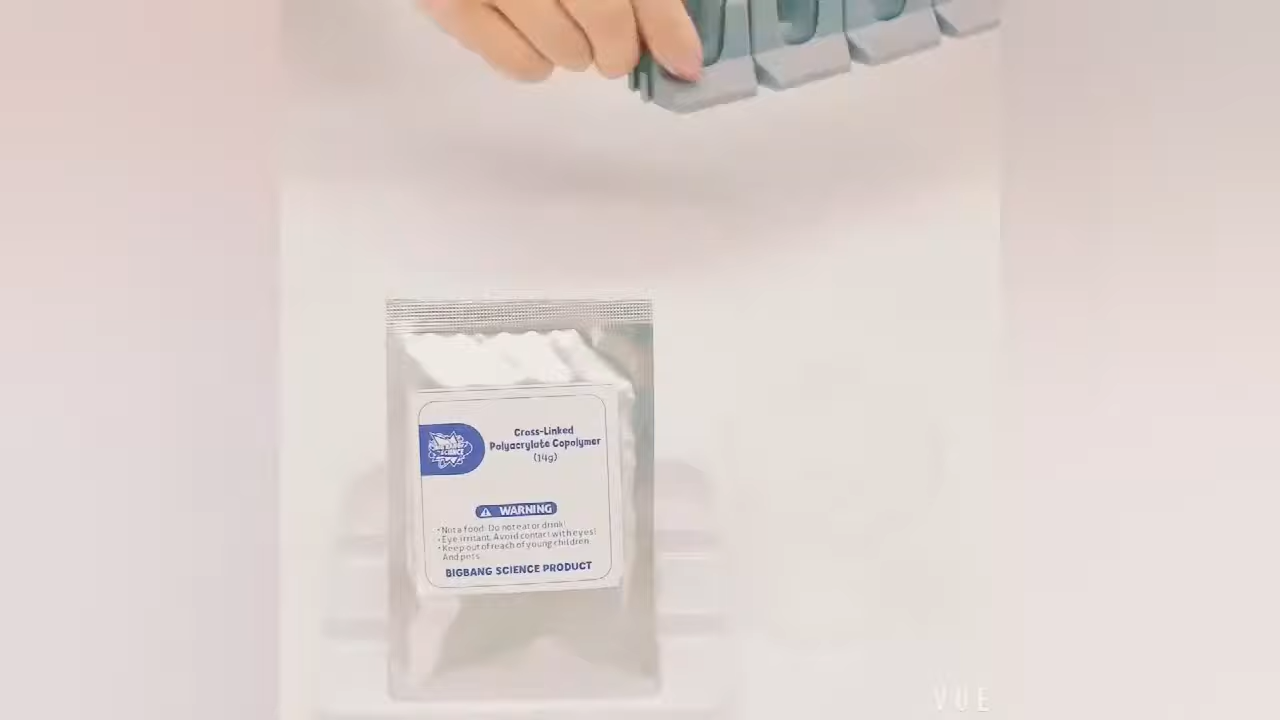 Cross-Linked
Polyacrylate Copolymer
(14g)
SCIENCE
WARNING
• Not a food. Do not eat or drink!
• Eye irritant. Avoid contact with eyes!
• Keep out of reach of young children
And pets.
BIGBANG SCIENCE PRODUCT
VUE